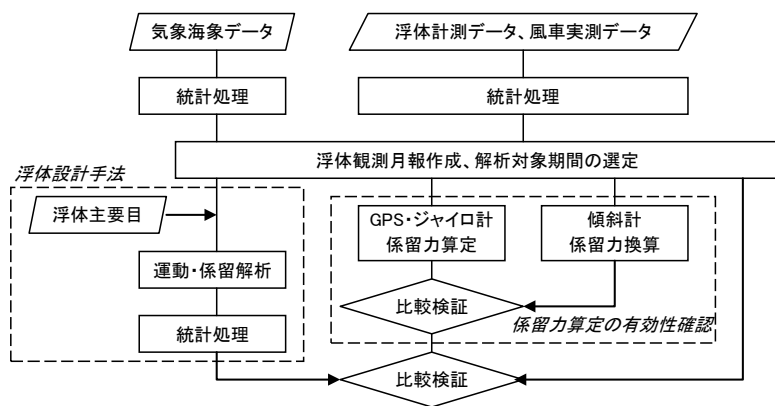 気象海象データ
浮体計測データ、風車実測データ
統計処理
統計処理
浮体観測月報作成、解析対象期間の選定
浮体設計手法
浮体主要目
GPS・ジャイロ計
係留力算定
傾斜計
係留力換算
運動・係留解析
比較検証
係留力算定の有効性確認
統計処理
比較検証